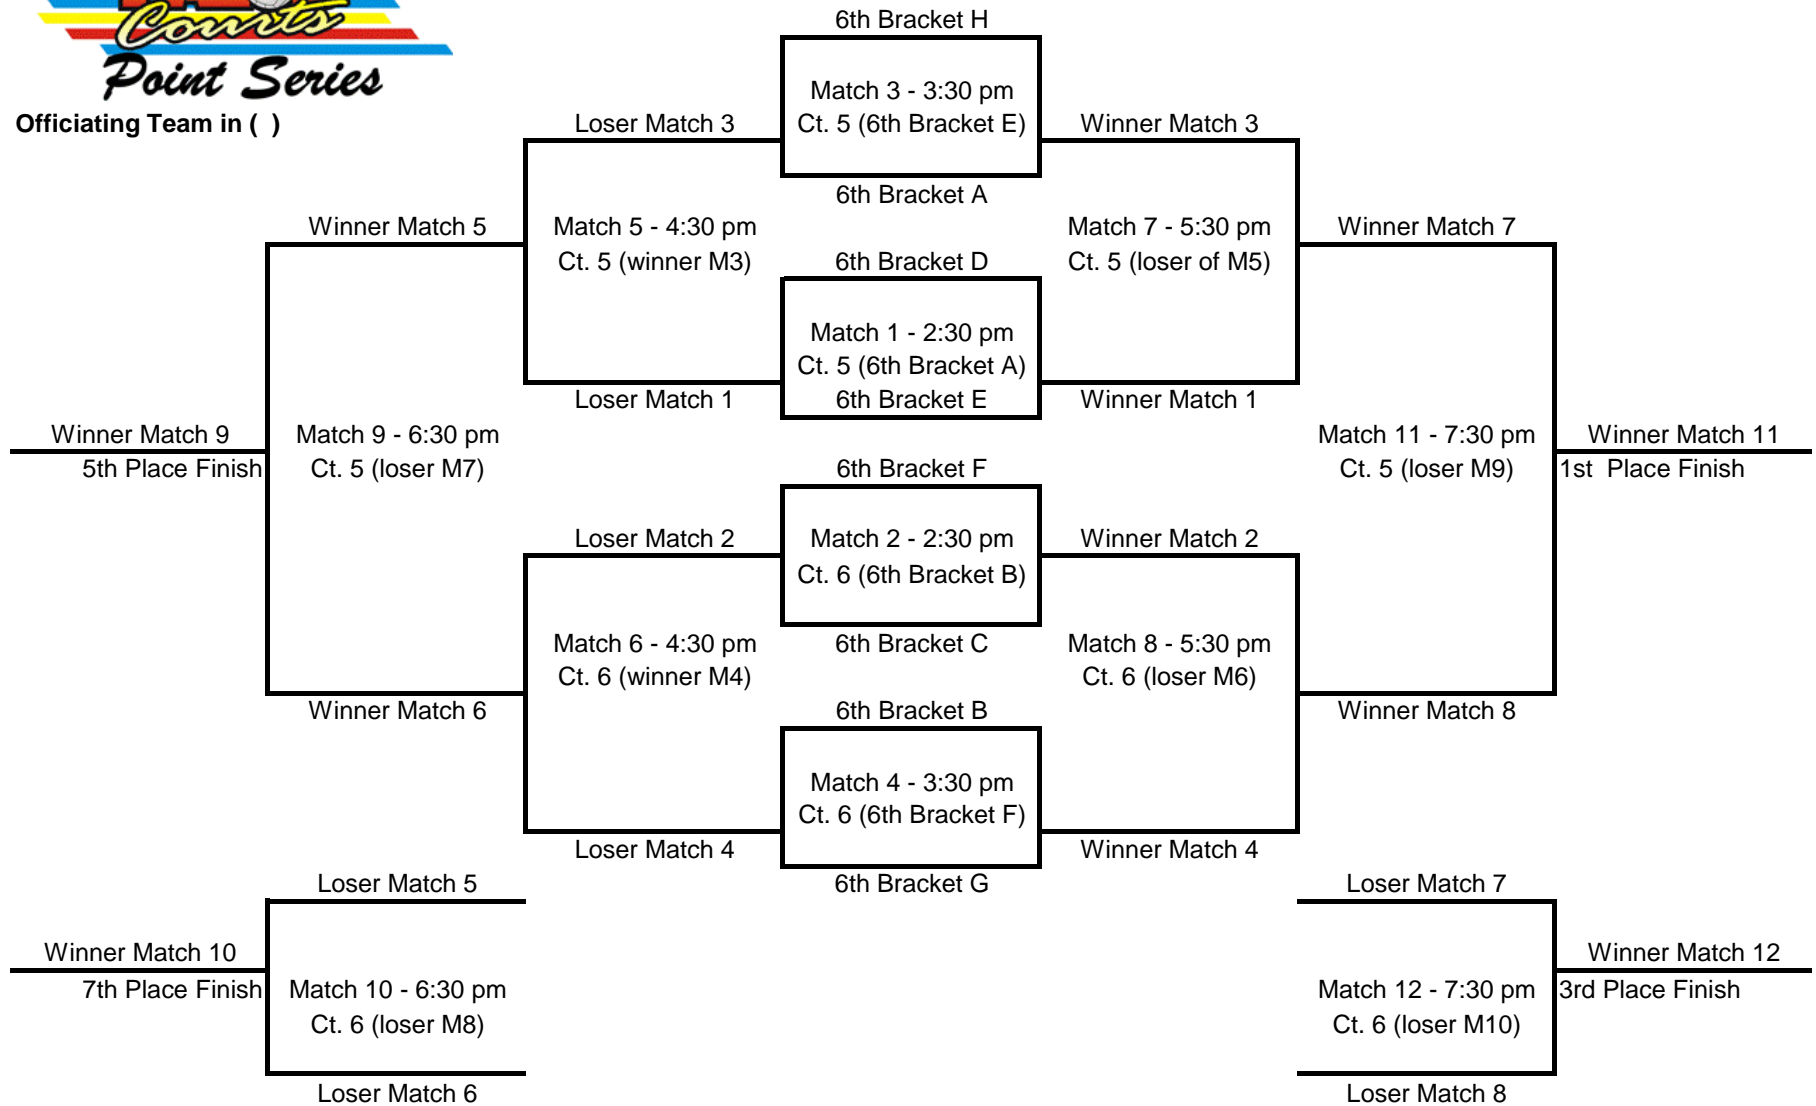 Courts
Point Series
Officiating Team in ( )
6th Bracket H
Match 3 - 3:30 pm
Ct. 5 (6th Bracket E)
Loser Match 3
Winner Match 3
6th Bracket A
Winner Match 5
Match 5 - 4:30 pm
Ct. 5 (winner M3)
Match 7 - 5:30 pm
Ct. 5 (loser of M5)
Winner Match 7
6th Bracket D
Match 1 - 2:30 pm
Ct. 5 (6th Bracket A)
6th Bracket E
Loser Match 1
Winner Match 1
Winner Match 9
5th Place Finish
Match 9 - 6:30 pm
Ct. 5 (loser M7)
Match 11 - 7:30 pm
Ct. 5 (loser M9)
Winner Match 11
1st  Place Finish
6th Bracket F
Loser Match 2
Match 2 - 2:30 pm
Ct. 6 (6th Bracket B)
Winner Match 2
6th Bracket C
Match 6 - 4:30 pm
Ct. 6 (winner M4)
Match 8 - 5:30 pm
Ct. 6 (loser M6)
Winner Match 6
Winner Match 8
6th Bracket B
Match 4 - 3:30 pm
Ct. 6 (6th Bracket F)
Loser Match 4
Winner Match 4
6th Bracket G
Loser Match 5
Loser Match 7
Winner Match 10
7th Place Finish
Match 10 - 6:30 pm
Ct. 6 (loser M8)
Match 12 - 7:30 pm
Ct. 6 (loser M10)
Winner Match 12
3rd Place Finish
Loser Match 6
Loser Match 8